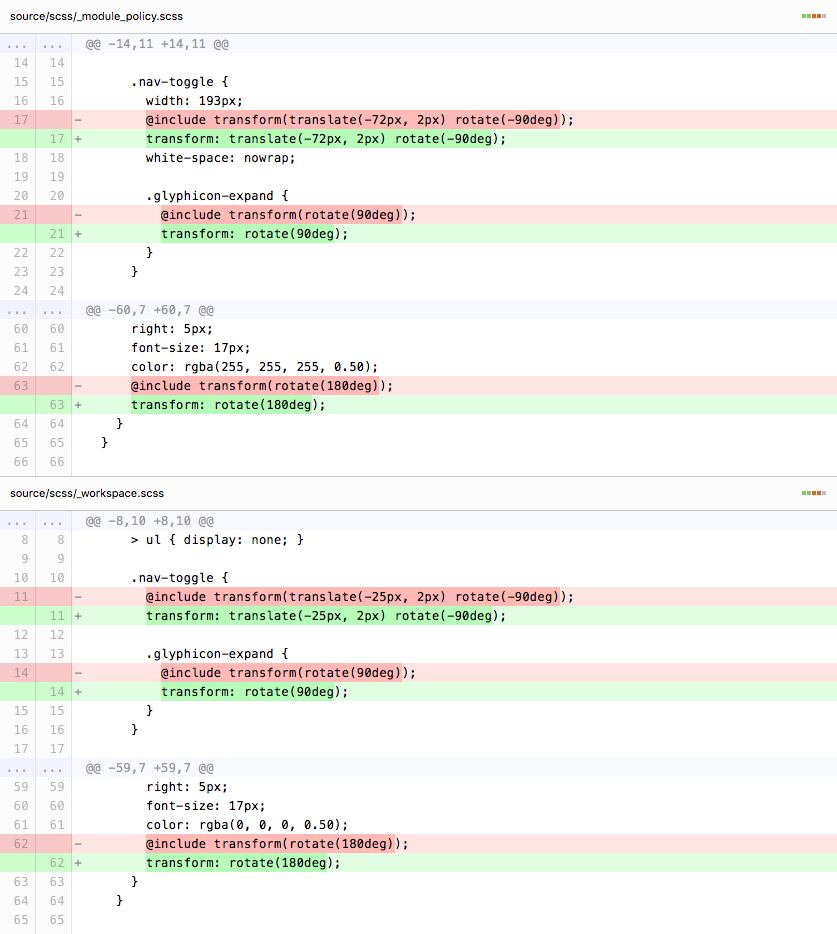 source/scss/_module_policy.scss
... ... @@ -14,11 +14,11 @@
14 14
15 15 .nav-toggle {
16 16 width: 193px;
17 - @include transform(translate(-72px, 2px) rotate(-90deg));
17 + transform: translate(-72px, 2px) rotate(-90deg);
18 18 white-space: nowrap;
19 19
20 20 .glyphicon-expand {
21 - @include transform(rotate(90deg));
21 + transform: rotate(90deg);
22 22 }
23 23 }
24 24
... ... @@ -60,7 +60,7 @@
60 60 right: 5px;
61 61 font-size: 17px;
62 62 color: rgba(255, 255, 255, 0.50);
63 - @include transform(rotate(180deg));
63 + transform: rotate(180deg);
64 64 }
65 65 }
66 66
source/scss/_workspace.scss
... ... @@ -8,10 +8,10 @@
8 8 > ul { display: none; }
9 9
10 10 .nav-toggle {
11 - @include transform(translate(-25px, 2px) rotate(-90deg));
11 + transform: translate(-25px, 2px) rotate(-90deg);
12 12
13 13 .glyphicon-expand {
14 - @include transform(rotate(90deg));
14 + transform: rotate(90deg);
15 15 }
16 16 }
17 17
... ... @@ -59,7 +59,7 @@
59 59 right: 5px;
60 60 font-size: 17px;
61 61 color: rgba(0, 0, 0, 0.50);
62 - @include transform(rotate(180deg));
62 + transform: rotate(180deg);
63 63 }
64 64 }
65 65